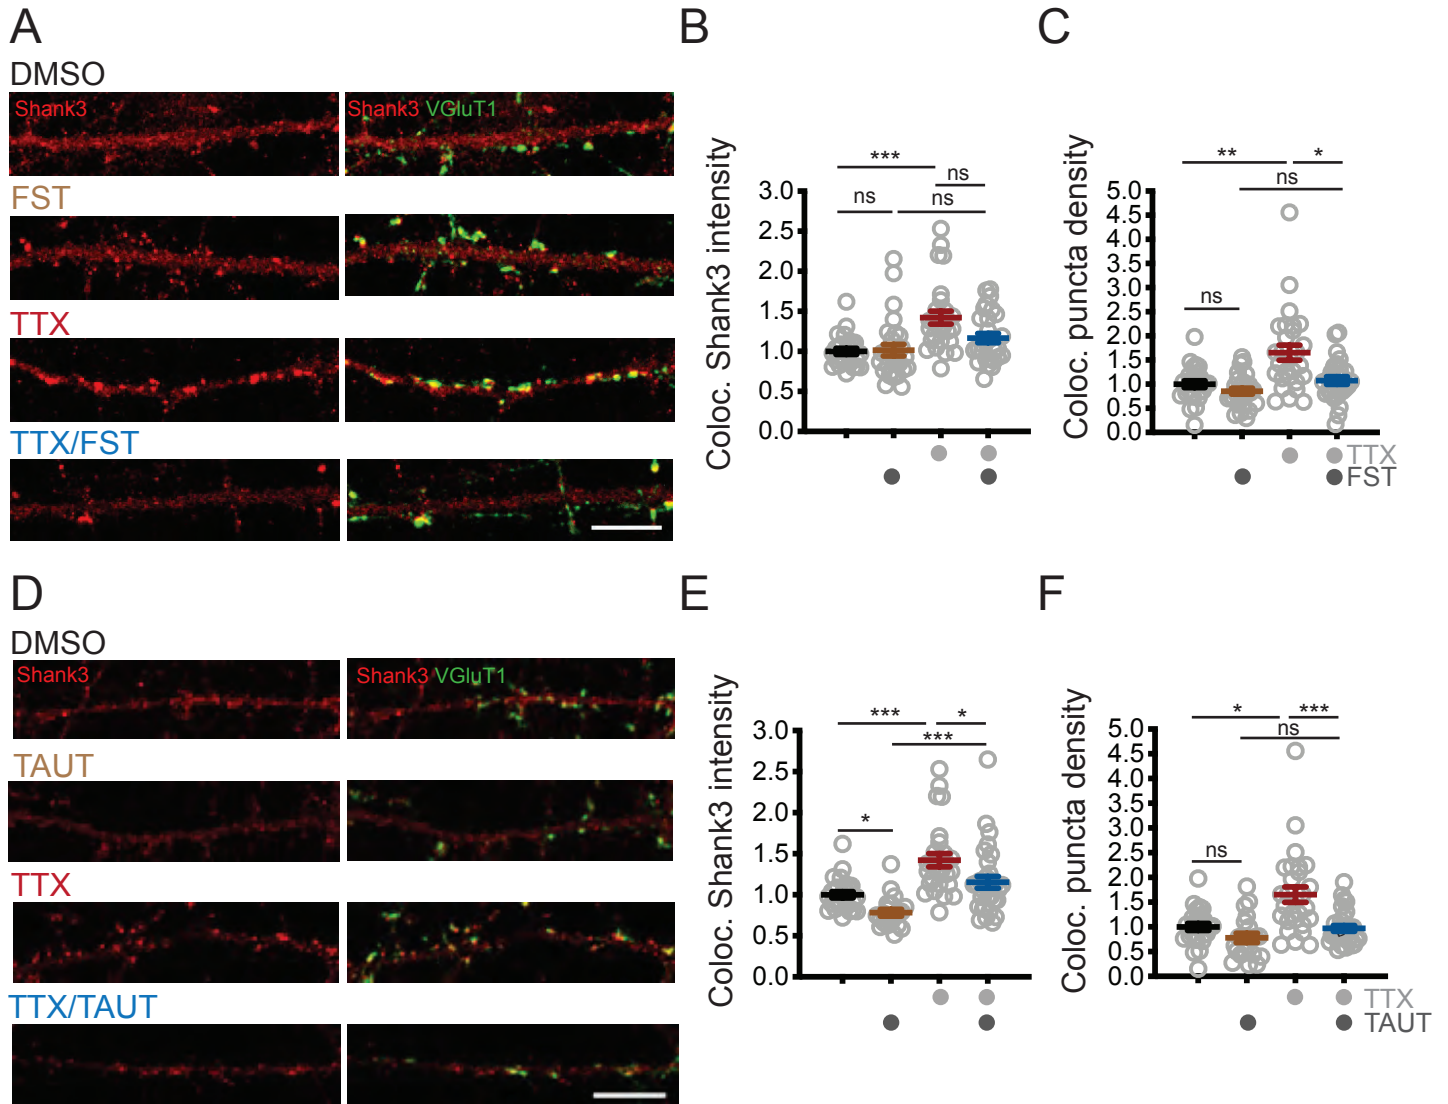 A
DMSO
Shank3
Shank3 VGluT1
FST
TTX
TTX/FST
B
Coloc. Shank3 intensity
***
ns
ns
ns
3.0
2.5
2.0
1.5
1.0
0.5
0.0
C
Coloc. puncta density
**
*
ns
ns
5.0
4.5
4.0
3.5
3.0
2.5
2.0
1.5
1.0
0.5
0.0
TTX
FST
D
DMSO
Shank3
Shank3 VGluT1
TAUT
TTX
TTX/TAUT
E
Coloc. Shank3 intensity
***
*
***
*
3.0
2.5
2.0
1.5
1.0
0.5
0.0
F
Coloc. puncta density
*
***
ns
ns
5.0
4.5
4.0
3.5
3.0
2.5
2.0
1.5
1.0
0.5
0.0
TTX
TAUT